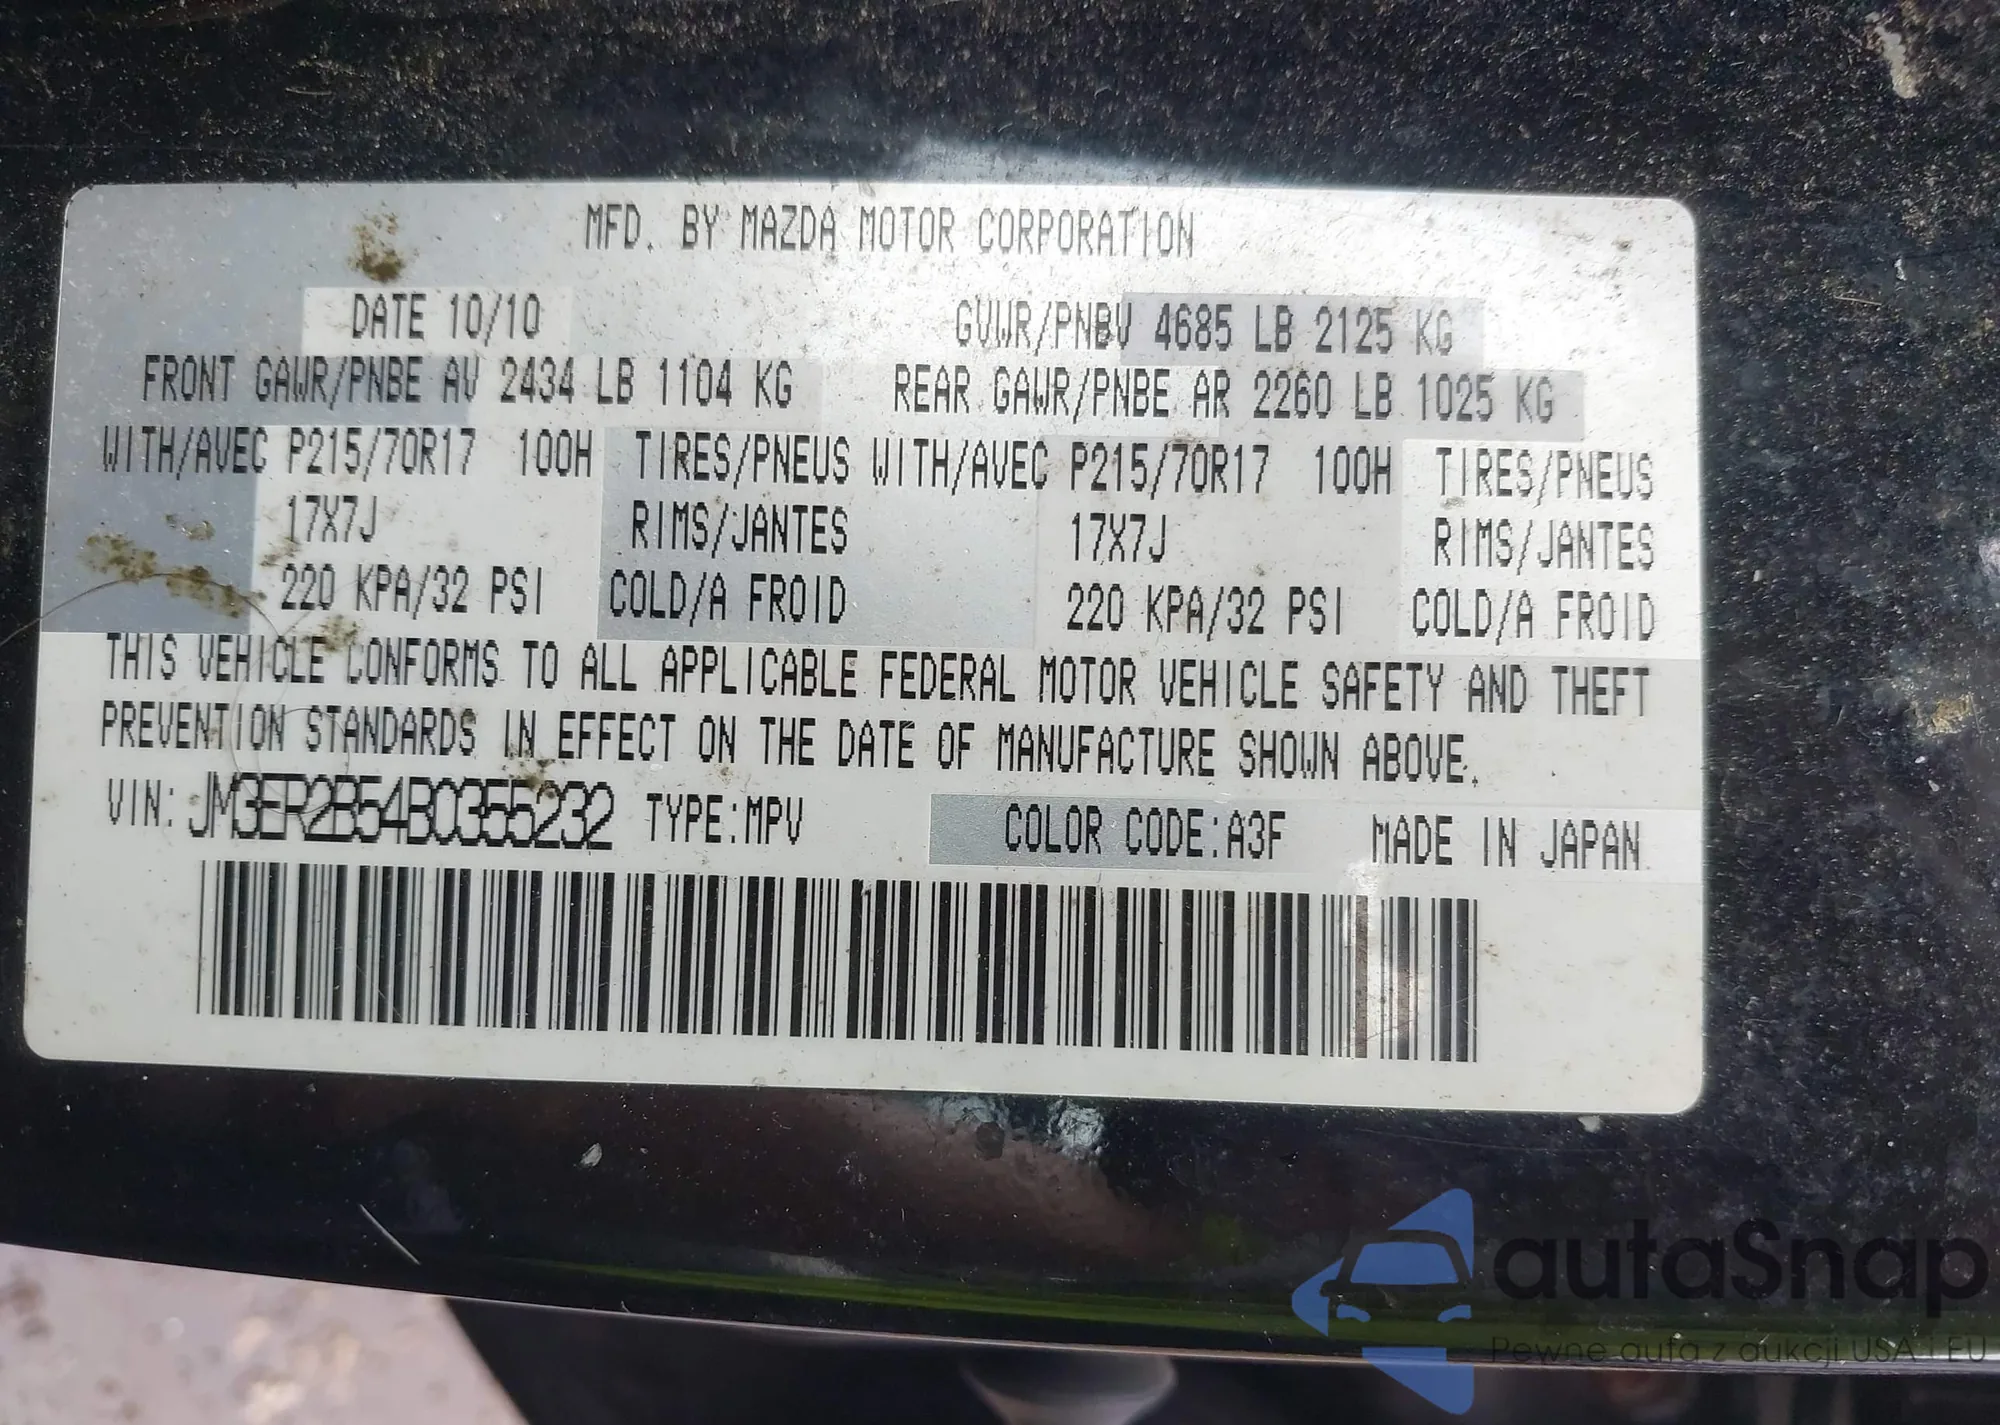 MFD. BY MAZDA MOTOR CORPORATION
DATE 10/10 GVWR/PNBV 4685 LB 2125 KG
FRONT GAWR/PNBE AV 2434 LB 1104 KG REAR GAWR/PNBE AR 2260 LB 1025 KG
WITH/AVEC P215/70R17 100H TIRES/PNEUS WITH/AVEC P215/70R17 100H TIRES/PNEUS
17X7J RIMS/JANTES 17X7J RIMS/JANTES
220 KPA/32 PSI COLD/A FROID 220 KPA/32 PSI COLD/A FROID
THIS VEHICLE CONFORMS TO ALL APPLICABLE FEDERAL MOTOR VEHICLE SAFETY AND THEFT
PREVENTION STANDARDS IN EFFECT ON THE DATE OF MANUFACTURE SHOWN ABOVE.
VIN: JM3ER2B54B0355232 TYPE:MPV COLOR CODE:A3F MADE IN JAPAN
autaSnap
Pewne auta z aukcji USA i EU